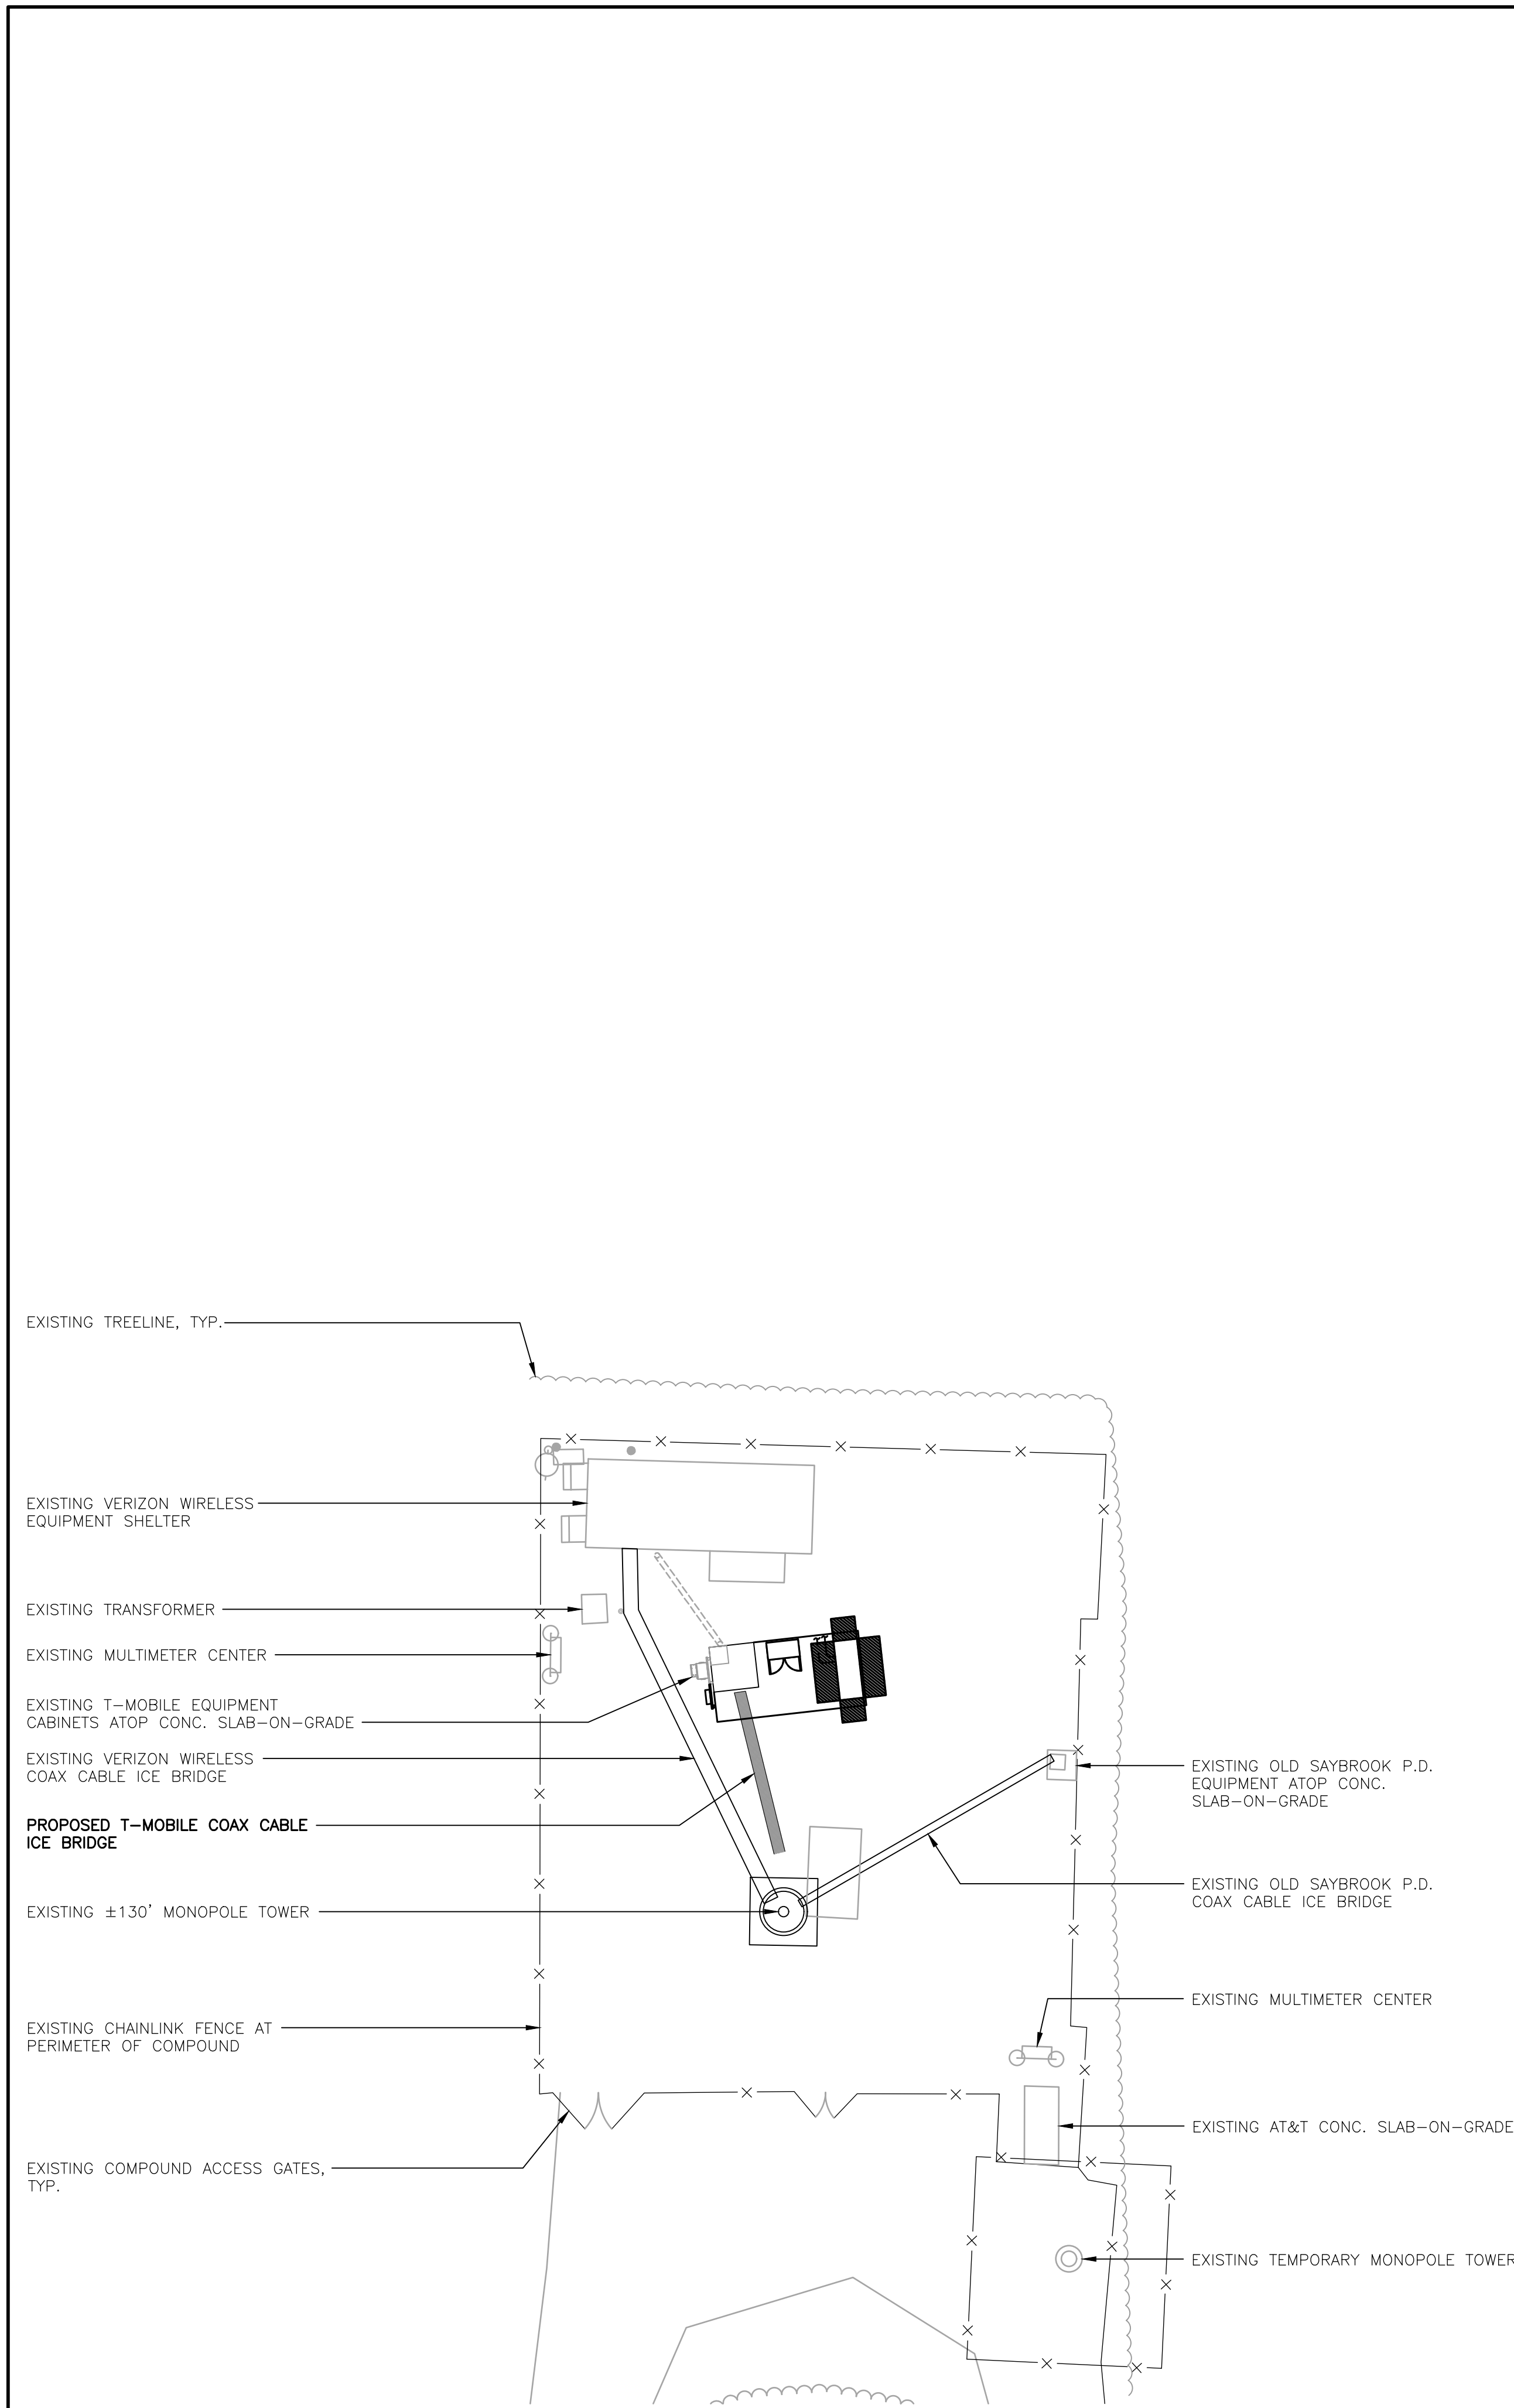 EXISTING TREELINE, TYP.
EXISTING VERIZON WIRELESS
EQUIPMENT SHELTER
EXISTING TRANSFORMER
EXISTING MULTIMETER CENTER
EXISTING T-MOBILE EQUIPMENT
CABINETS ATOP CONC. SLAB-ON-GRADE
EXISTING VERIZON WIRELESS
COAX CABLE ICE BRIDGE
PROPOSED T-MOBILE COAX CABLE
ICE BRIDGE
EXISTING ±130' MONOPOLE TOWER
EXISTING CHAINLINK FENCE AT
PERIMETER OF COMPOUND
EXISTING COMPOUND ACCESS GATES,
TYP.
EXISTING OLD SAYBROOK P.D.
EQUIPMENT ATOP CONC.
SLAB-ON-GRADE
EXISTING OLD SAYBROOK P.D.
COAX CABLE ICE BRIDGE
EXISTING MULTIMETER CENTER
EXISTING AT&T CONC. SLAB-ON-GRADE
EXISTING TEMPORARY MONOPOLE TOWER